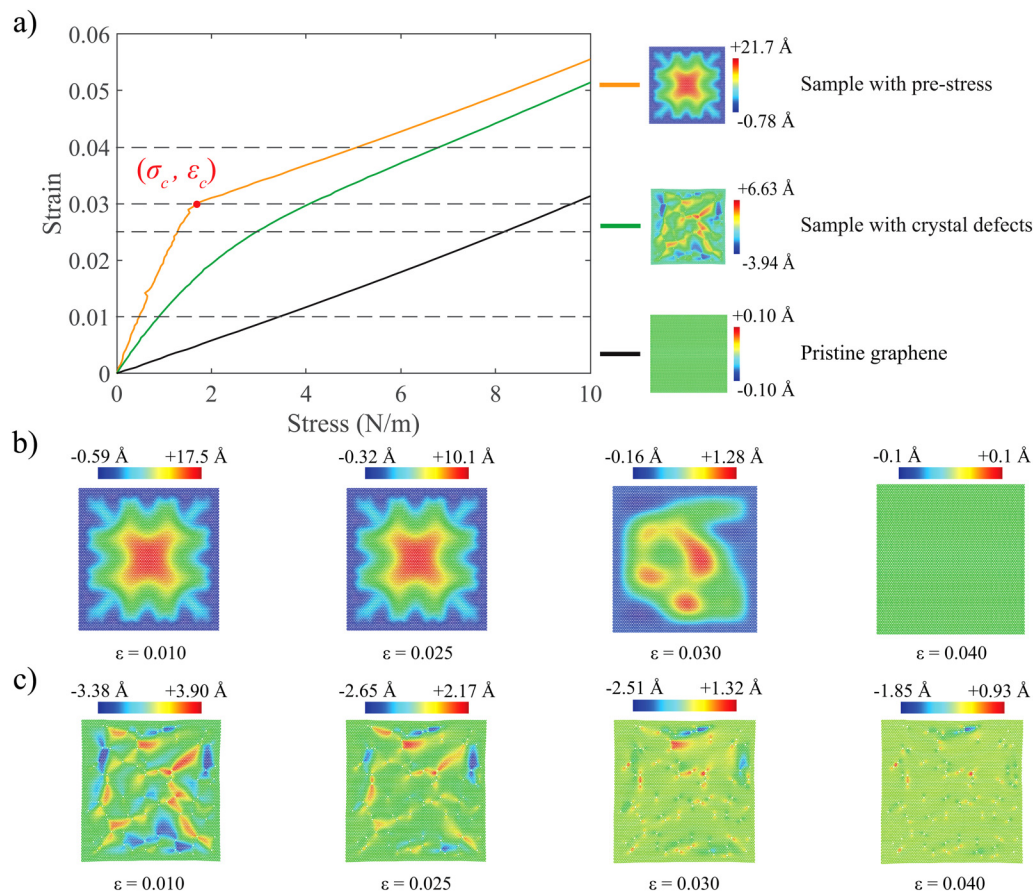 a)
0.06
0.05
0.04
0.03
0.02
0.01
0
Strain
(σc, εc)
0 2 4 6 8 10
Stress (N/m)
+21.7 Å
-0.78 Å
Sample with pre-stress
+6.63 Å
-3.94 Å
Sample with crystal defects
+0.10 Å
-0.10 Å
Pristine graphene
b)
-0.59 Å +17.5 Å -0.32 Å +10.1 Å -0.16 Å +1.28 Å -0.1 Å +0.1 Å
ε = 0.010 ε = 0.025 ε = 0.030 ε = 0.040
c)
-3.38 Å +3.90 Å -2.65 Å +2.17 Å -2.51 Å +1.32 Å -1.85 Å +0.93 Å
ε = 0.010 ε = 0.025 ε = 0.030 ε = 0.040